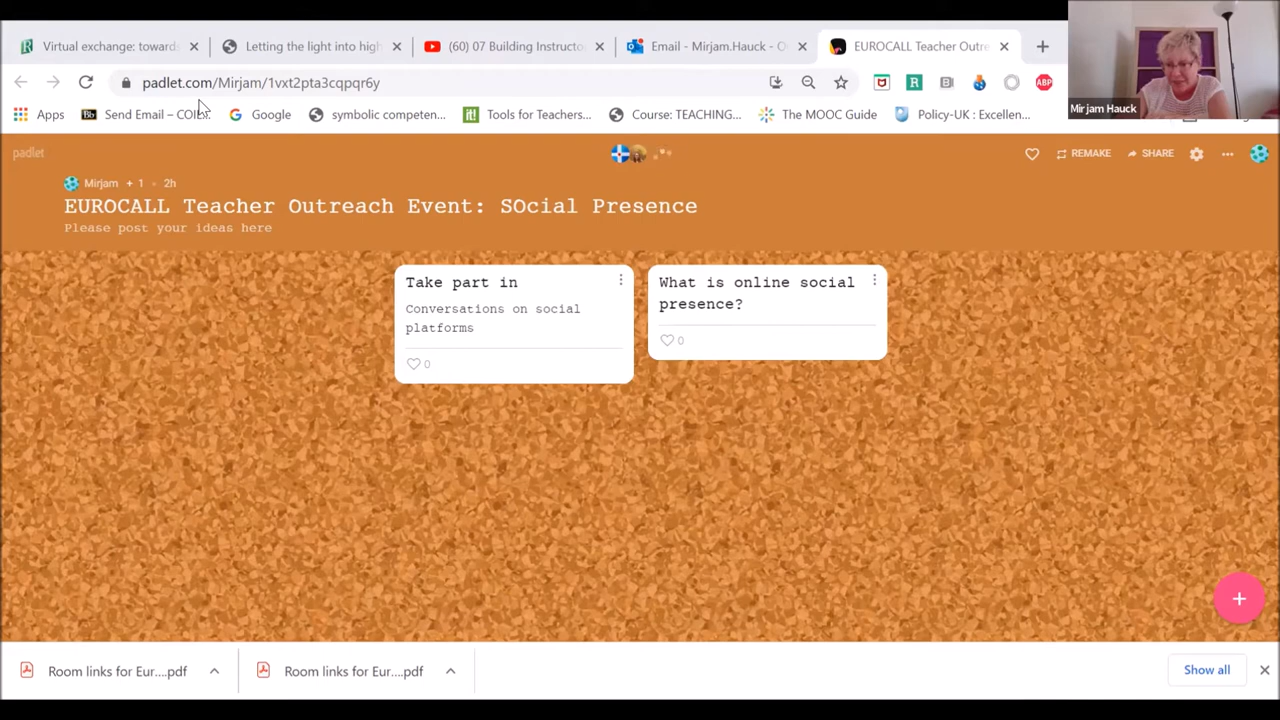 Virtual exchange: towards
Letting the light into high
(60) 07 Building Instructo
Email - Mirjam.Hauck - O
EUROCALL Teacher Outre
padlet.com/Mirjam/1vxt2pta3cqpqr6y
ABP
Mirjam Hauck
Apps
Bb Send Email – COIL
Google
symbolic competen...
it! Tools for Teachers...
Course: TEACHING...
The MOOC Guide
Policy-UK : Excellen...
padlet
REMAKE
SHARE
Mirjam + 1 • 2h
EUROCALL Teacher Outreach Event: SOcial Presence
Please post your ideas here
Take part in
Conversations on social
platforms
0
What is online social
presence?
0
Room links for Eur....pdf
Room links for Eur....pdf
Show all